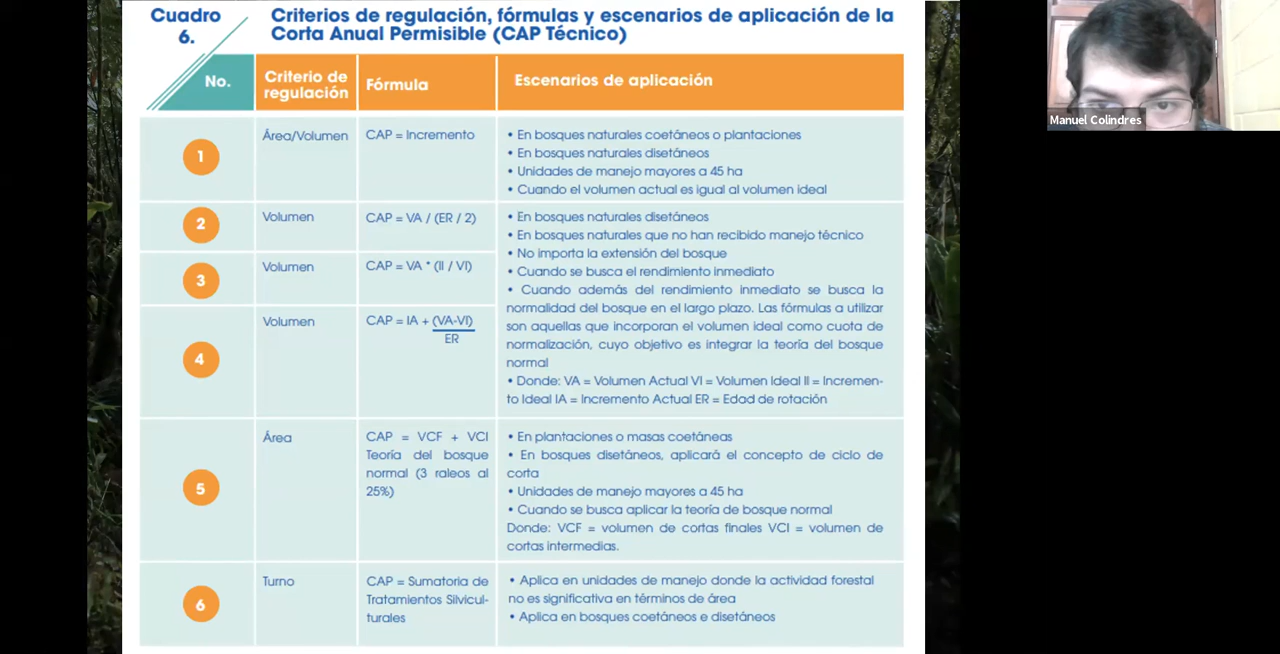 Cuadro
6.
Criterios de regulación, fórmulas y escenarios de aplicación de la
Corta Anual Permisible (CAP Técnico)
No.
Criterio de
regulación
Fórmula
Escenarios de aplicación
1
Área/Volumen
CAP = Incremento
• En bosques naturales coetáneos o plantaciones
• En bosques naturales disetáneos
• Unidades de manejo mayores a 45 ha
• Cuando el volumen actual es igual al volumen ideal
2
Volumen
CAP = VA / (ER / 2)
3
Volumen
CAP = VA * (II / VI)
4
Volumen
CAP = IA + (VA-VI)
ER
• En bosques naturales disetáneos
• En bosques naturales que no han recibido manejo técnico
• No importa la extensión del bosque
• Cuando se busca el rendimiento inmediato
• Cuando además del rendimiento inmediato se busca la
normalidad del bosque en el largo plazo. Las fórmulas a utilizar
son aquellas que incorporan el volumen ideal como cuota de
normalización, cuyo objetivo es integrar la teoría del bosque
normal
• Donde: VA = Volumen Actual VI = Volumen Ideal II = Incremen-
to Ideal IA = Incremento Actual ER = Edad de rotación
5
Área
CAP = VCF + VCI
Teoría del bosque
normal (3 raleos al
25%)
• En plantaciones o masas coetáneas
• En bosques disetáneos, aplicará el concepto de ciclo de
corta
• Unidades de manejo mayores a 45 ha
• Cuando se busca aplicar la teoría de bosque normal
Donde: VCF = volumen de cortas finales VCI = volumen de
cortas intermedias.
6
Turno
CAP = Sumatoria de
Tratamientos Silvicul-
turales
• Aplica en unidades de manejo donde la actividad forestal
no es significativa en términos de área
• Aplica en bosques coetáneos e disetáneos
Manuel Colindres